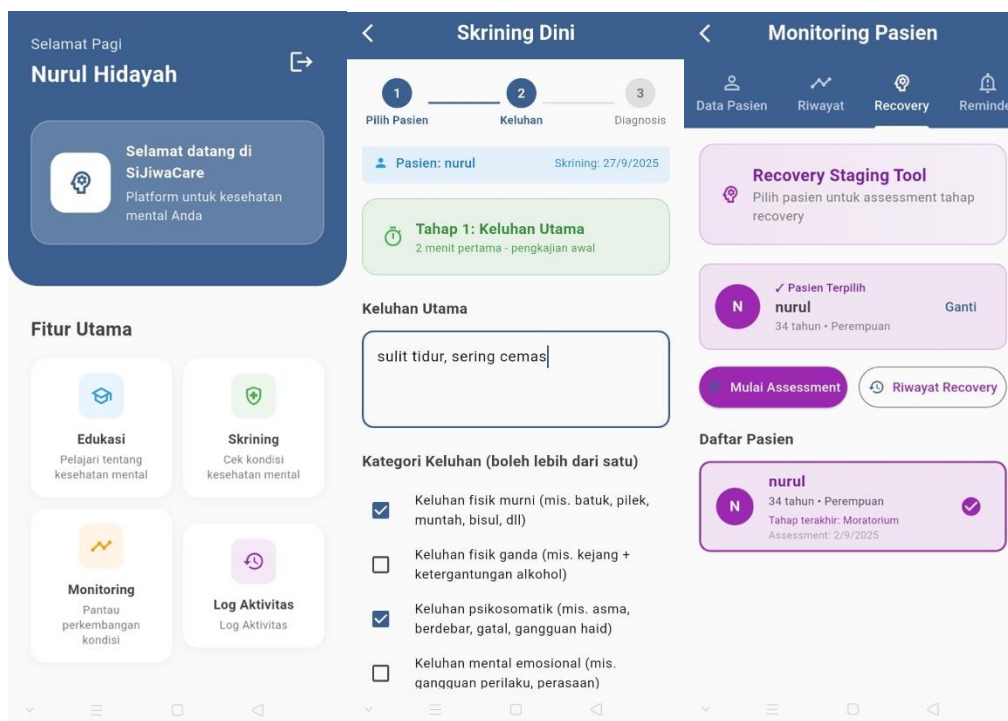 Selamat Pagi
Nurul Hidayah
Selamat datang di
SiJiwaCare
Platform untuk kesehatan
mental Anda
Fitur Utama
Edukasi
Pelajari tentang
kesehatan mental
Skrining
Cek kondisi
kesehatan mental
Monitoring
Pantau
perkembangan
kondisi
Log Aktivitas
Log Aktivitas
Skrining Dini
1
2
3
Pilih Pasien
Keluhan
Diagnosis
Pasien: nurul
Skrining: 27/9/2025
Tahap 1: Keluhan Utama
2 menit pertama - pengkajian awal
Keluhan Utama
sulit tidur, sering cemas
Kategori Keluhan (boleh lebih dari satu)
Keluhan fisik murni (mis. batuk, pilek,
muntah, bisul, dll)
Keluhan fisik ganda (mis. kejang +
ketergantungan alkohol)
Keluhan psikosomatik (mis. asma,
berdebar, gatal, gangguan haid)
Keluhan mental emosional (mis.
gangguan perilaku, perasaan)
Monitoring Pasien
Data Pasien
Riwayat
Recovery
Reminde
Recovery Staging Tool
Pilih pasien untuk assessment tahap
recovery
✓ Pasien Terpilih
N
nurul
34 tahun • Perempuan
Ganti
Mulai Assessment
Riwayat Recovery
Daftar Pasien
nurul
N
34 tahun • Perempuan
Tahap terakhir: Moratorium
Assessment: 2/9/2025